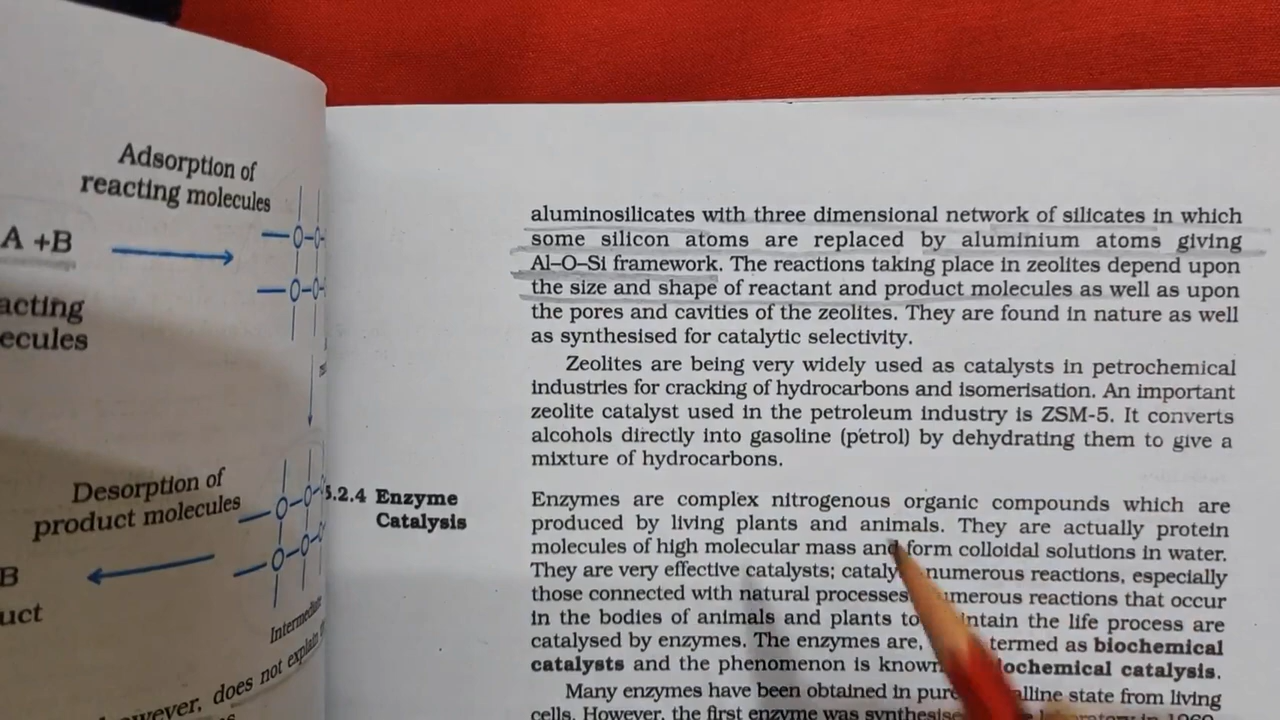 Adsorption of
reacting molecules
A +B
acting
ecules
Desorption of
product molecules
B
uct
Intermediate
however, does not explain
aluminosilicates with three dimensional network of silicates in which
some silicon atoms are replaced by aluminium atoms giving
Al–O–Si framework. The reactions taking place in zeolites depend upon
the size and shape of reactant and product molecules as well as upon
the pores and cavities of the zeolites. They are found in nature as well
as synthesised for catalytic selectivity.
Zeolites are being very widely used as catalysts in petrochemical
industries for cracking of hydrocarbons and isomerisation. An important
zeolite catalyst used in the petroleum industry is ZSM-5. It converts
alcohols directly into gasoline (petrol) by dehydrating them to give a
mixture of hydrocarbons.
5.2.4 Enzyme
Catalysis
Enzymes are complex nitrogenous organic compounds which are
produced by living plants and animals. They are actually protein
molecules of high molecular mass and form colloidal solutions in water.
They are very effective catalysts; cataly numerous reactions, especially
those connected with natural processes umerous reactions that occur
in the bodies of animals and plants to ntain the life process are
catalysed by enzymes. The enzymes are, termed as biochemical
catalysts and the phenomenon is known ochemical catalysis.
Many enzymes have been obtained in pure alline state from living
cells. However, the first enzyme was synthesise laboratory in 1969